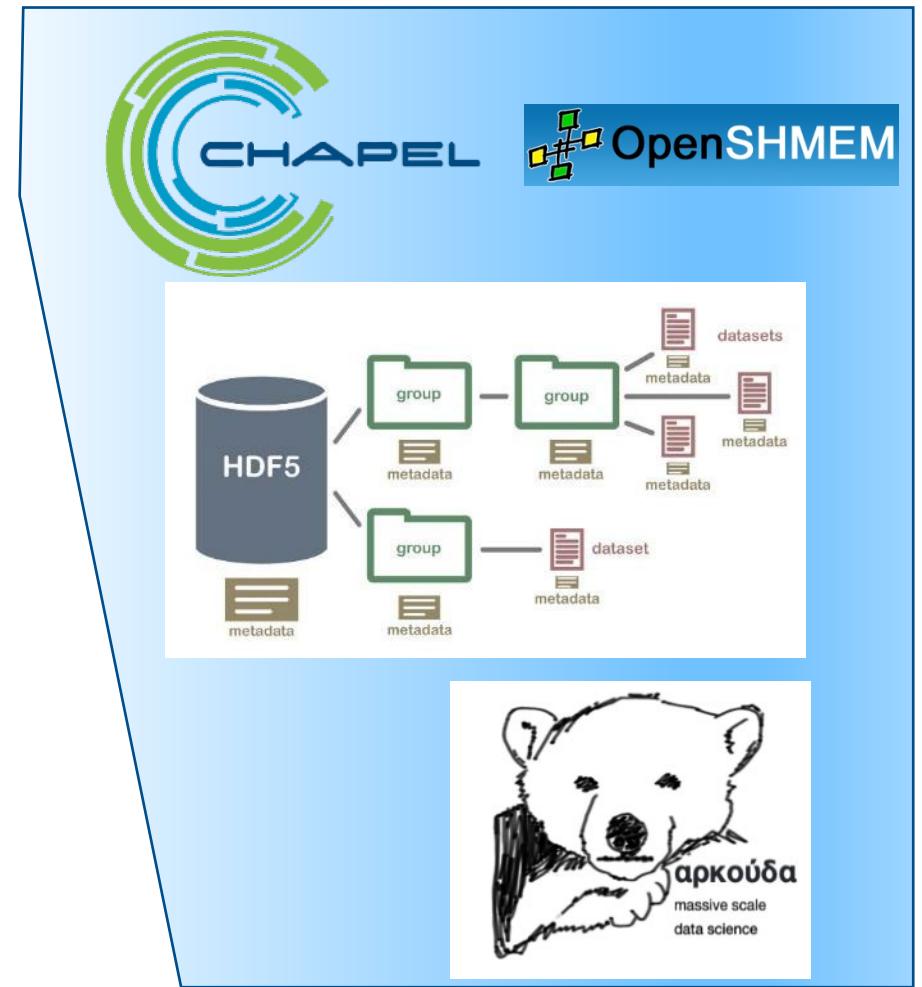 CHAPEL
OpenSHMEM
datasets
metadata
group
group
metadata
HDF5
metadata
metadata
metadata
group
dataset
metadata
metadata
metadata
αρκούδα
massive scale
data science